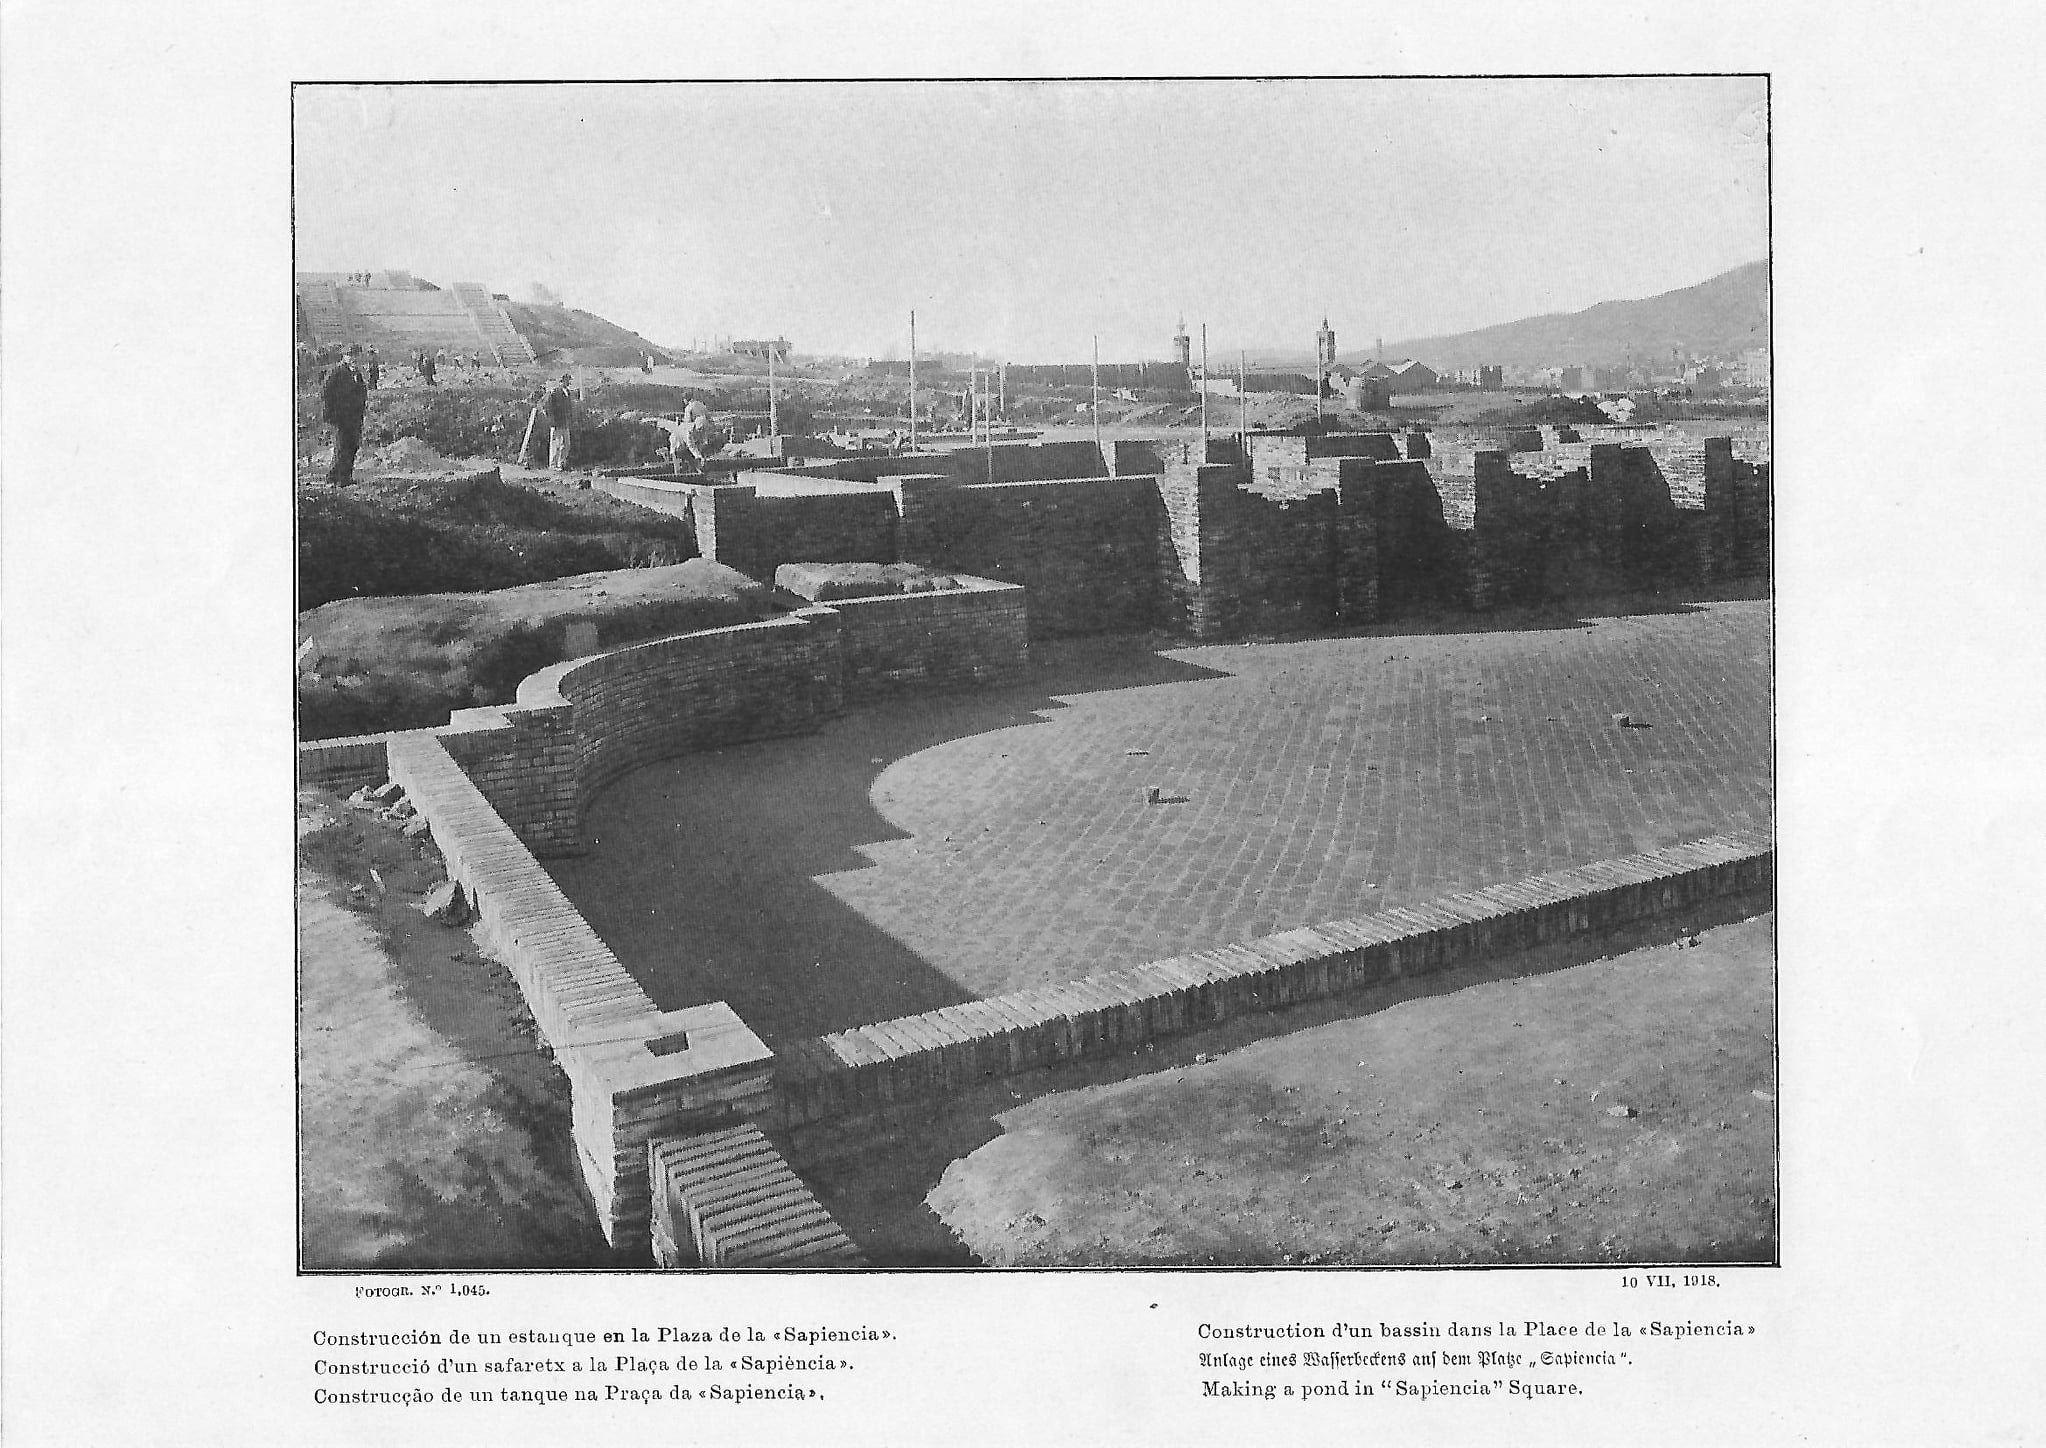 FOTOGR. N.º 1,045.
10 VII, 1918.
Construcción de un estanque en la Plaza de la «Sapiencia».
Construcció d'un safaretx a la Plaça de la «Sapiència».
Construcção de un tanque na Praça da «Sapiencia».
Construction d'un bassin dans la Place de la «Sapiencia»
Anlage eines Wasserbeckens auf dem Platze „Sapiencia“.
Making a pond in “Sapiencia” Square.